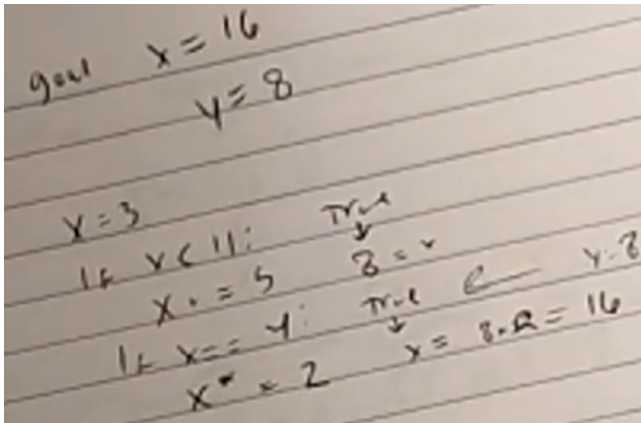 goal x = 16
y = 8
x = 3
If x < 11: True
x + = 5 8 = x
If x == y: True y = 8
x* = 2 x = 8 * 2 = 16